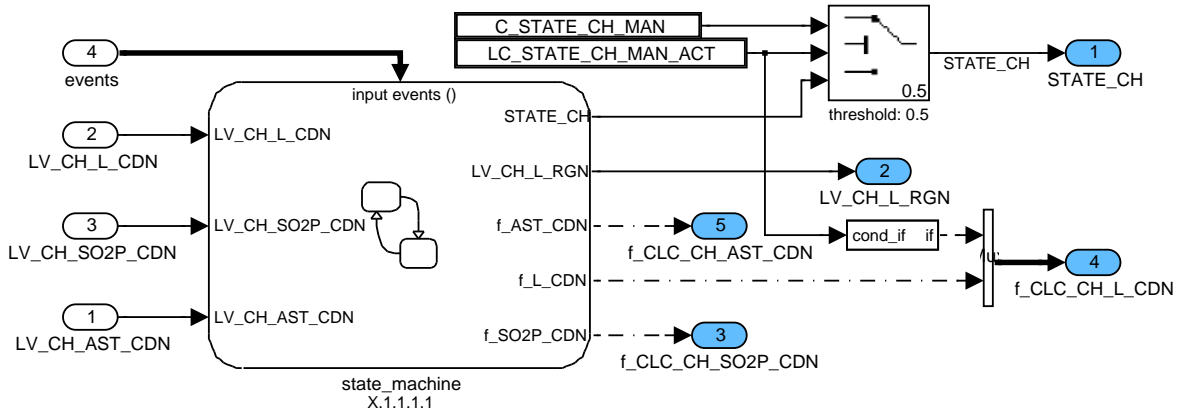 C_STATE_CH_MAN
LC_STATE_CH_MAN_ACT
0.5
threshold: 0.5
STATE_CH
1
STATE_CH
4
events
input events ()
2
LV_CH_L_CDN
LV_CH_L_CDN
STATE_CH
3
LV_CH_SO2P_CDN
LV_CH_SO2P_CDN
LV_CH_L_RGN
2
LV_CH_L_RGN
f_AST_CDN
5
f_CLC_CH_AST_CDN
cond_if if
f_L_CDN
4
f_CLC_CH_L_CDN
1
LV_CH_AST_CDN
LV_CH_AST_CDN
f_SO2P_CDN
3
f_CLC_CH_SO2P_CDN
state_machine
X.1.1.1.1